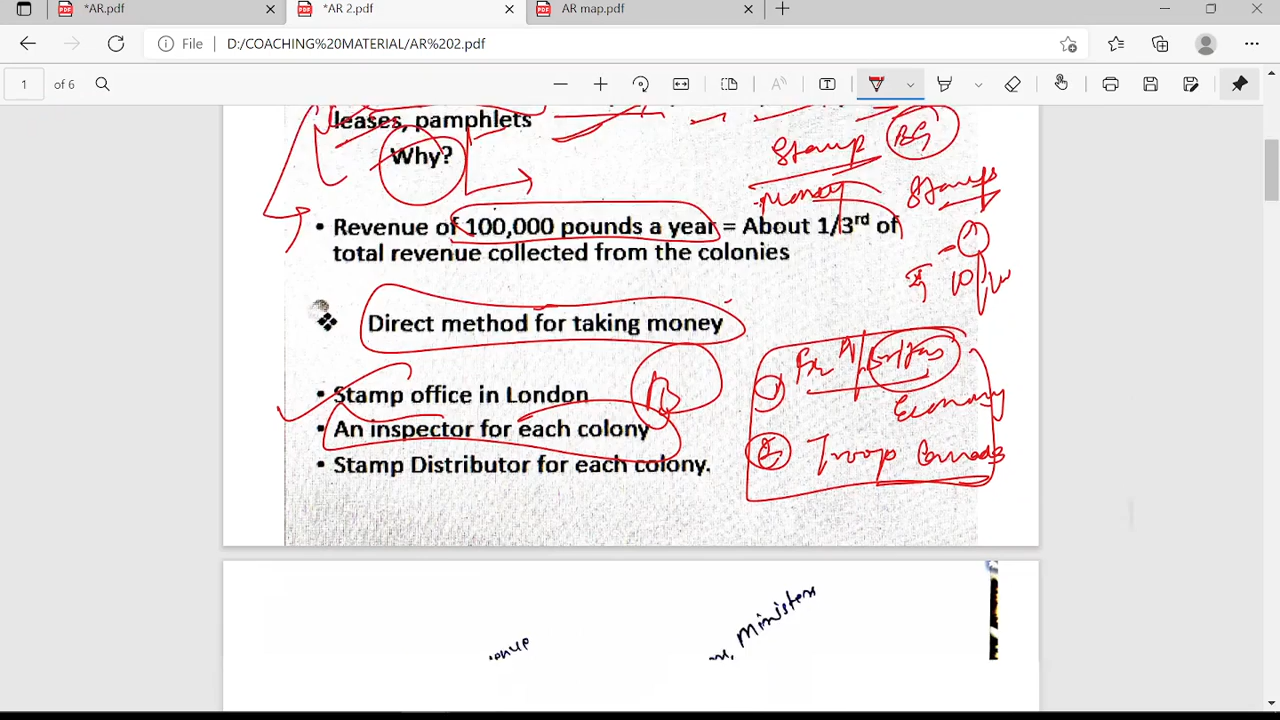 *AR.pdf
*AR 2.pdf
AR map.pdf
File
D:/COACHING%20MATERIAL/AR%202.pdf
1 of 6
leases, pamphlets
Stamp
BG
Why?
Money
Stamps
• Revenue of 100,000 pounds a year = About 1/3rd of
total revenue collected from the colonies
❖ Direct method for taking money
• Stamp office in London
Economy
• An inspector for each colony
Troop
• Stamp Distributor for each colony.
Ministers